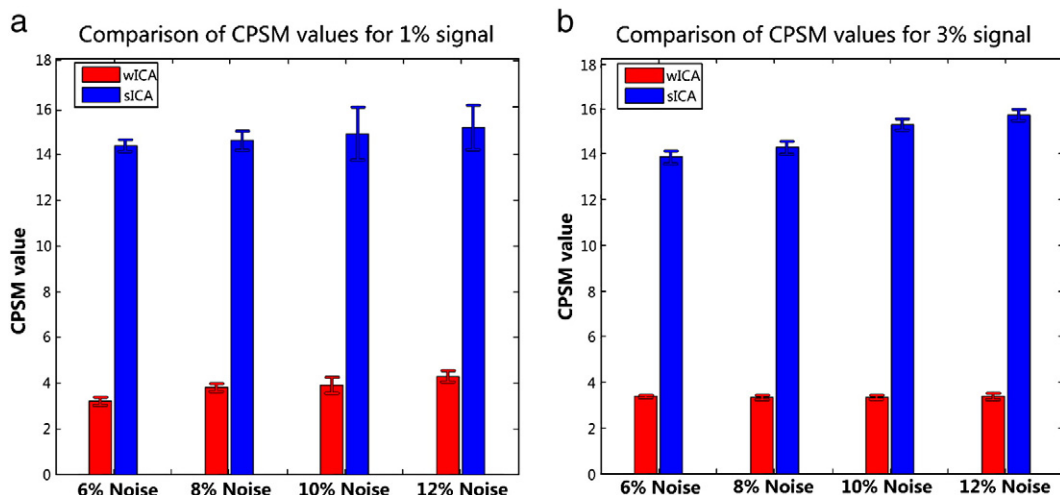 a
Comparison of CPSM values for 1% signal
18
16
14
12
10
8
6
4
2
0
CPSM value
wICA
sICA
6% Noise 8% Noise 10% Noise 12% Noise
b
Comparison of CPSM values for 3% signal
18
16
14
12
10
8
6
4
2
0
CPSM value
wICA
sICA
6% Noise 8% Noise 10% Noise 12% Noise